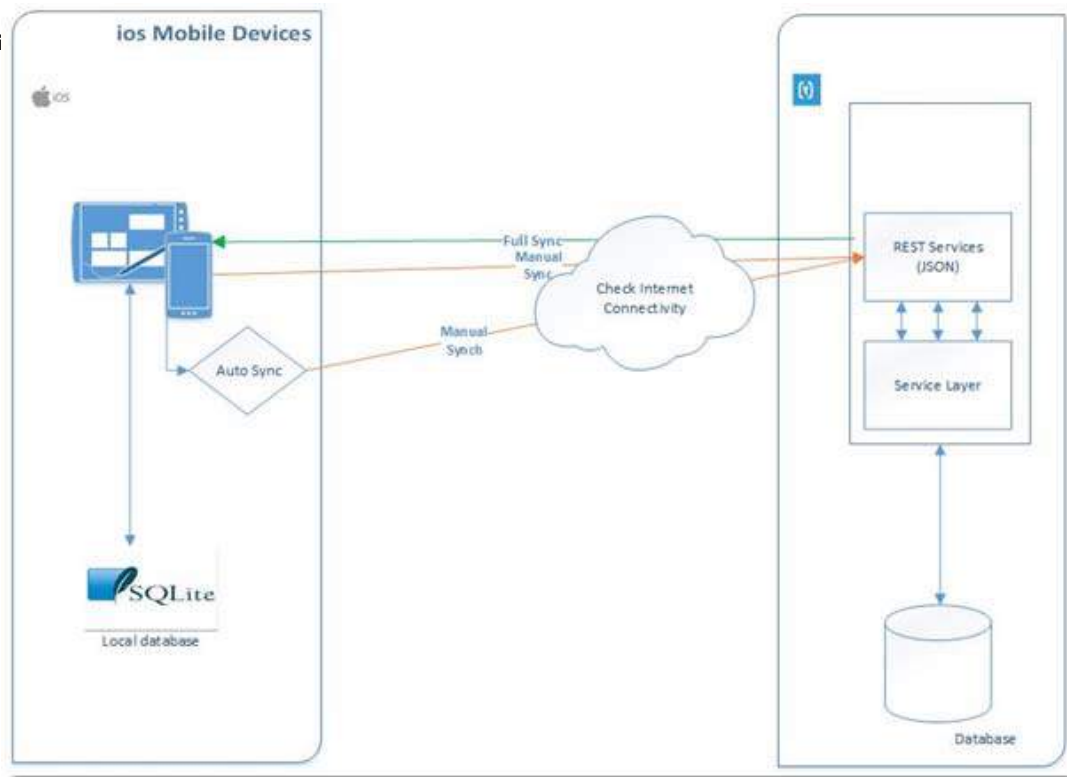 i
ios Mobile Devices
iOS
Full Sync
Manual
Sync
Check Internet
Connectivity
Manual
Synch
Auto Sync
REST Services
(JSON)
Service Layer
SQLite
Local database
Database